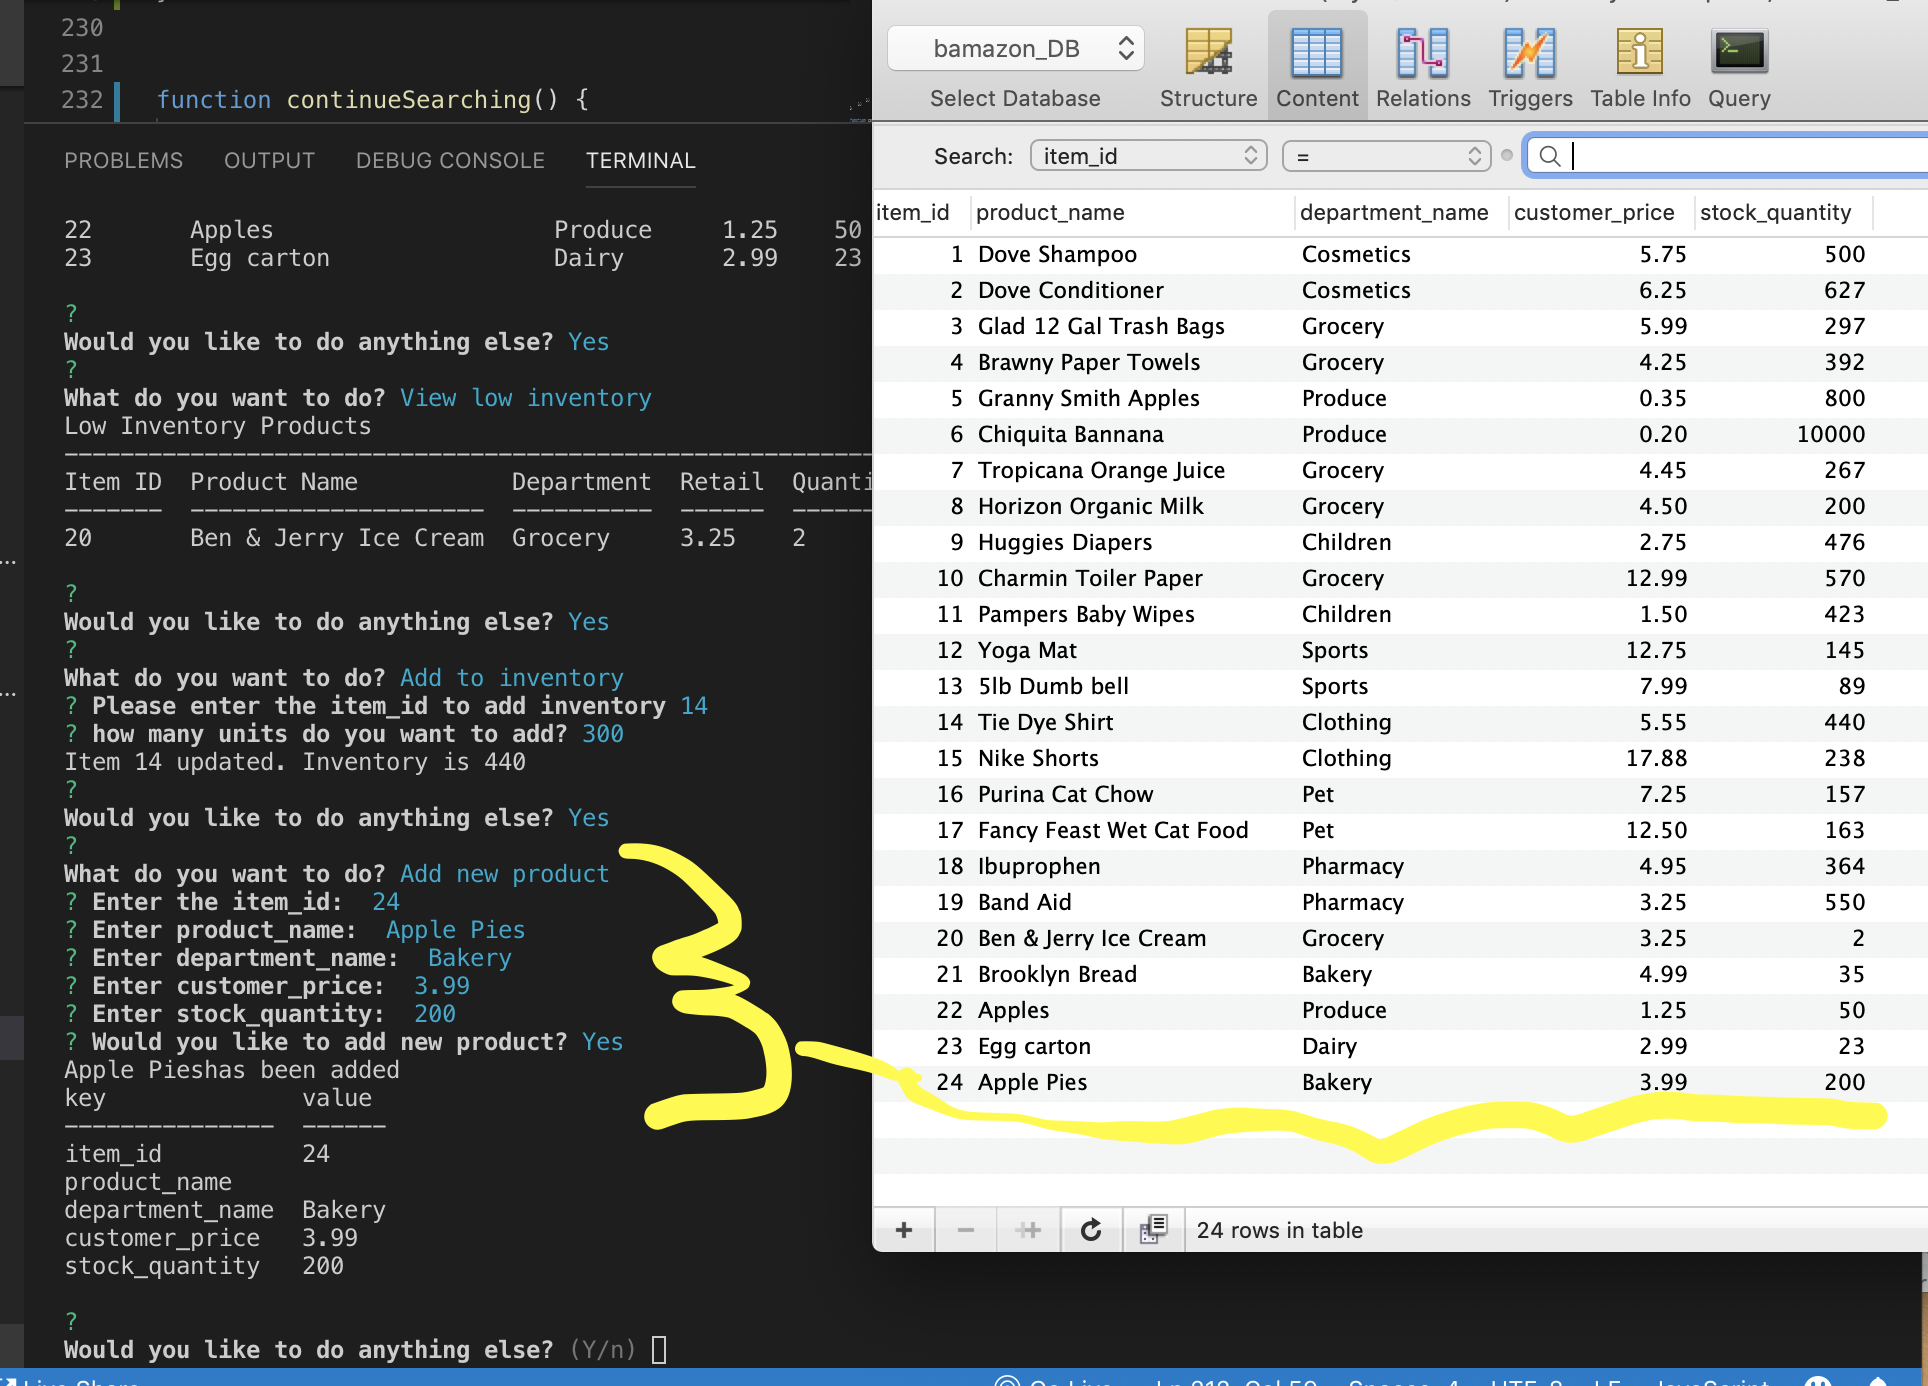 230
231
232 function continueSearching() {
PROBLEMS OUTPUT DEBUG CONSOLE TERMINAL
22 Apples Produce 1.25 50
23 Egg carton Dairy 2.99 23
?
Would you like to do anything else? Yes
?
What do you want to do? View low inventory
Low Inventory Products
Item ID Product Name Department Retail Quanti
20 Ben & Jerry Ice Cream Grocery 3.25 2
?
Would you like to do anything else? Yes
?
What do you want to do? Add to inventory
? Please enter the item_id to add inventory 14
? how many units do you want to add? 300
Item 14 updated. Inventory is 440
?
Would you like to do anything else? Yes
?
What do you want to do? Add new product
? Enter the item_id: 24
? Enter product_name: Apple Pies
? Enter department_name: Bakery
? Enter customer_price: 3.99
? Enter stock_quantity: 200
? Would you like to add new product? Yes
Apple Pieshas been added
key value
item_id 24
product_name
department_name Bakery
customer_price 3.99
stock_quantity 200
?
Would you like to do anything else? (Y/n)
bamazon_DB
Select Database Structure Content Relations Triggers Table Info Query
Search: item_id =
item_id product_name department_name customer_price stock_quantity
1 Dove Shampoo Cosmetics 5.75 500
2 Dove Conditioner Cosmetics 6.25 627
3 Glad 12 Gal Trash Bags Grocery 5.99 297
4 Brawny Paper Towels Grocery 4.25 392
5 Granny Smith Apples Produce 0.35 800
6 Chiquita Bannana Produce 0.20 10000
7 Tropicana Orange Juice Grocery 4.45 267
8 Horizon Organic Milk Grocery 4.50 200
9 Huggies Diapers Children 2.75 476
10 Charmin Toiler Paper Grocery 12.99 570
11 Pampers Baby Wipes Children 1.50 423
12 Yoga Mat Sports 12.75 145
13 5lb Dumb bell Sports 7.99 89
14 Tie Dye Shirt Clothing 5.55 440
15 Nike Shorts Clothing 17.88 238
16 Purina Cat Chow Pet 7.25 157
17 Fancy Feast Wet Cat Food Pet 12.50 163
18 Ibuprophen Pharmacy 4.95 364
19 Band Aid Pharmacy 3.25 550
20 Ben & Jerry Ice Cream Grocery 3.25 2
21 Brooklyn Bread Bakery 4.99 35
22 Apples Produce 1.25 50
23 Egg carton Dairy 2.99 23
24 Apple Pies Bakery 3.99 200
24 rows in table